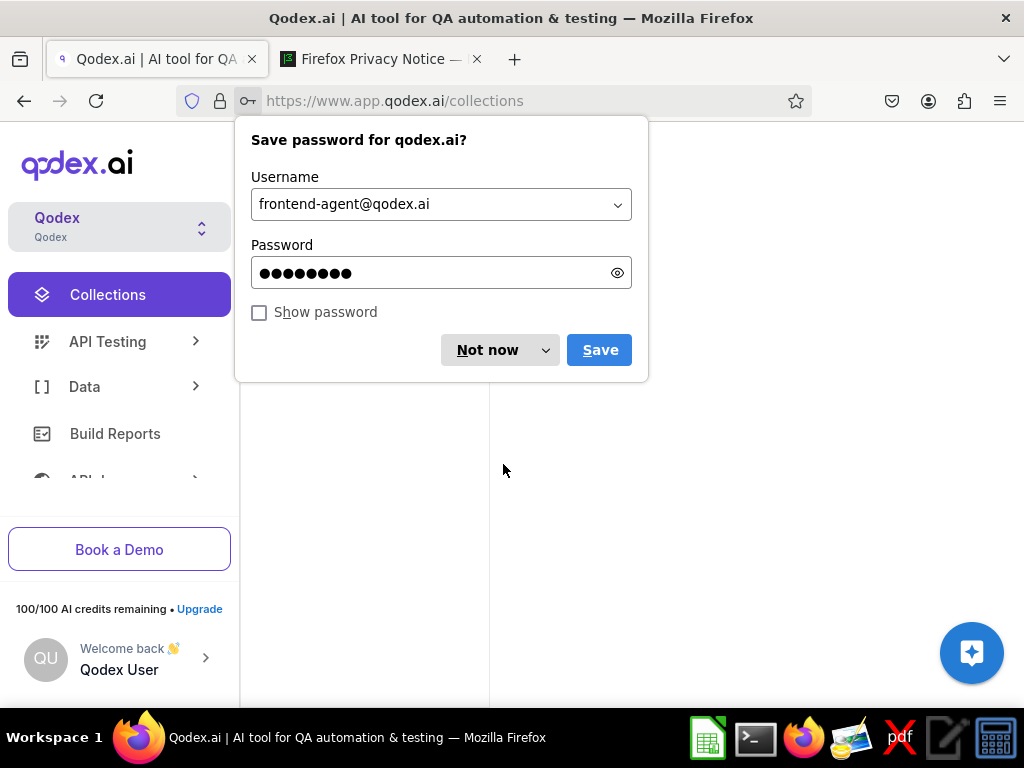 Qodex.ai | AI tool for QA automation & testing — Mozilla Firefox
Qodex.ai | AI tool for QA
Firefox Privacy Notice —
https://www.app.qodex.ai/collections
Save password for qodex.ai?
Username
frontend-agent@qodex.ai
Password
Show password
Not now
Save
qodex.ai
Qodex
Qodex
Collections
API Testing
Data
Build Reports
Book a Demo
100/100 AI credits remaining • Upgrade
QU
Welcome back 👋
Qodex User
Workspace 1
Qodex.ai | AI tool for QA automation & testing — Mozilla Firefox
pdf